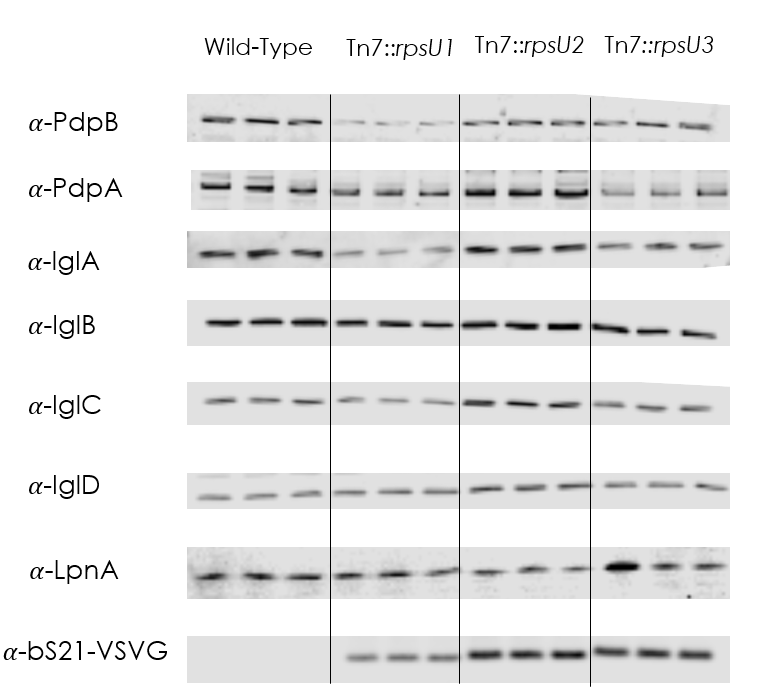 Wild-Type Tn7::rpsU1 Tn7::rpsU2 Tn7::rpsU3
α-PdpB
α-PdpA
α-IglA
α-IglB
α-IglC
α-IglD
α-LpnA
α-bS21-VSVG